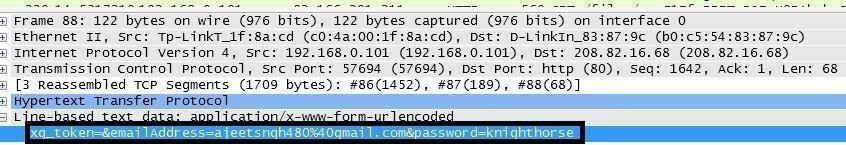 Frame 88: 122 bytes on wire (976 bits), 122 bytes captured (976 bits) on interface 0
Ethernet II, Src: Tp-LinkT_1f:8a:cd (c0:4a:00:1f:8a:cd), Dst: D-LinkIn_83:87:9c (b0:c5:54:83:87:9c)
Internet Protocol Version 4, Src: 192.168.0.101 (192.168.0.101), Dst: 208.82.16.68 (208.82.16.68)
Transmission Control Protocol, Src Port: 57694 (57694), Dst Port: http (80), Seq: 1642, Ack: 1, Len: 68
[3 Reassembled TCP Segments (1709 bytes): #86(1452), #87(189), #88(68)]
Hypertext Transfer Protocol
Line-based text data: application/x-www-form-urlencoded
xg_token=&emailAddress=ajeetsngh480%40gmail.com&password=knighthorse